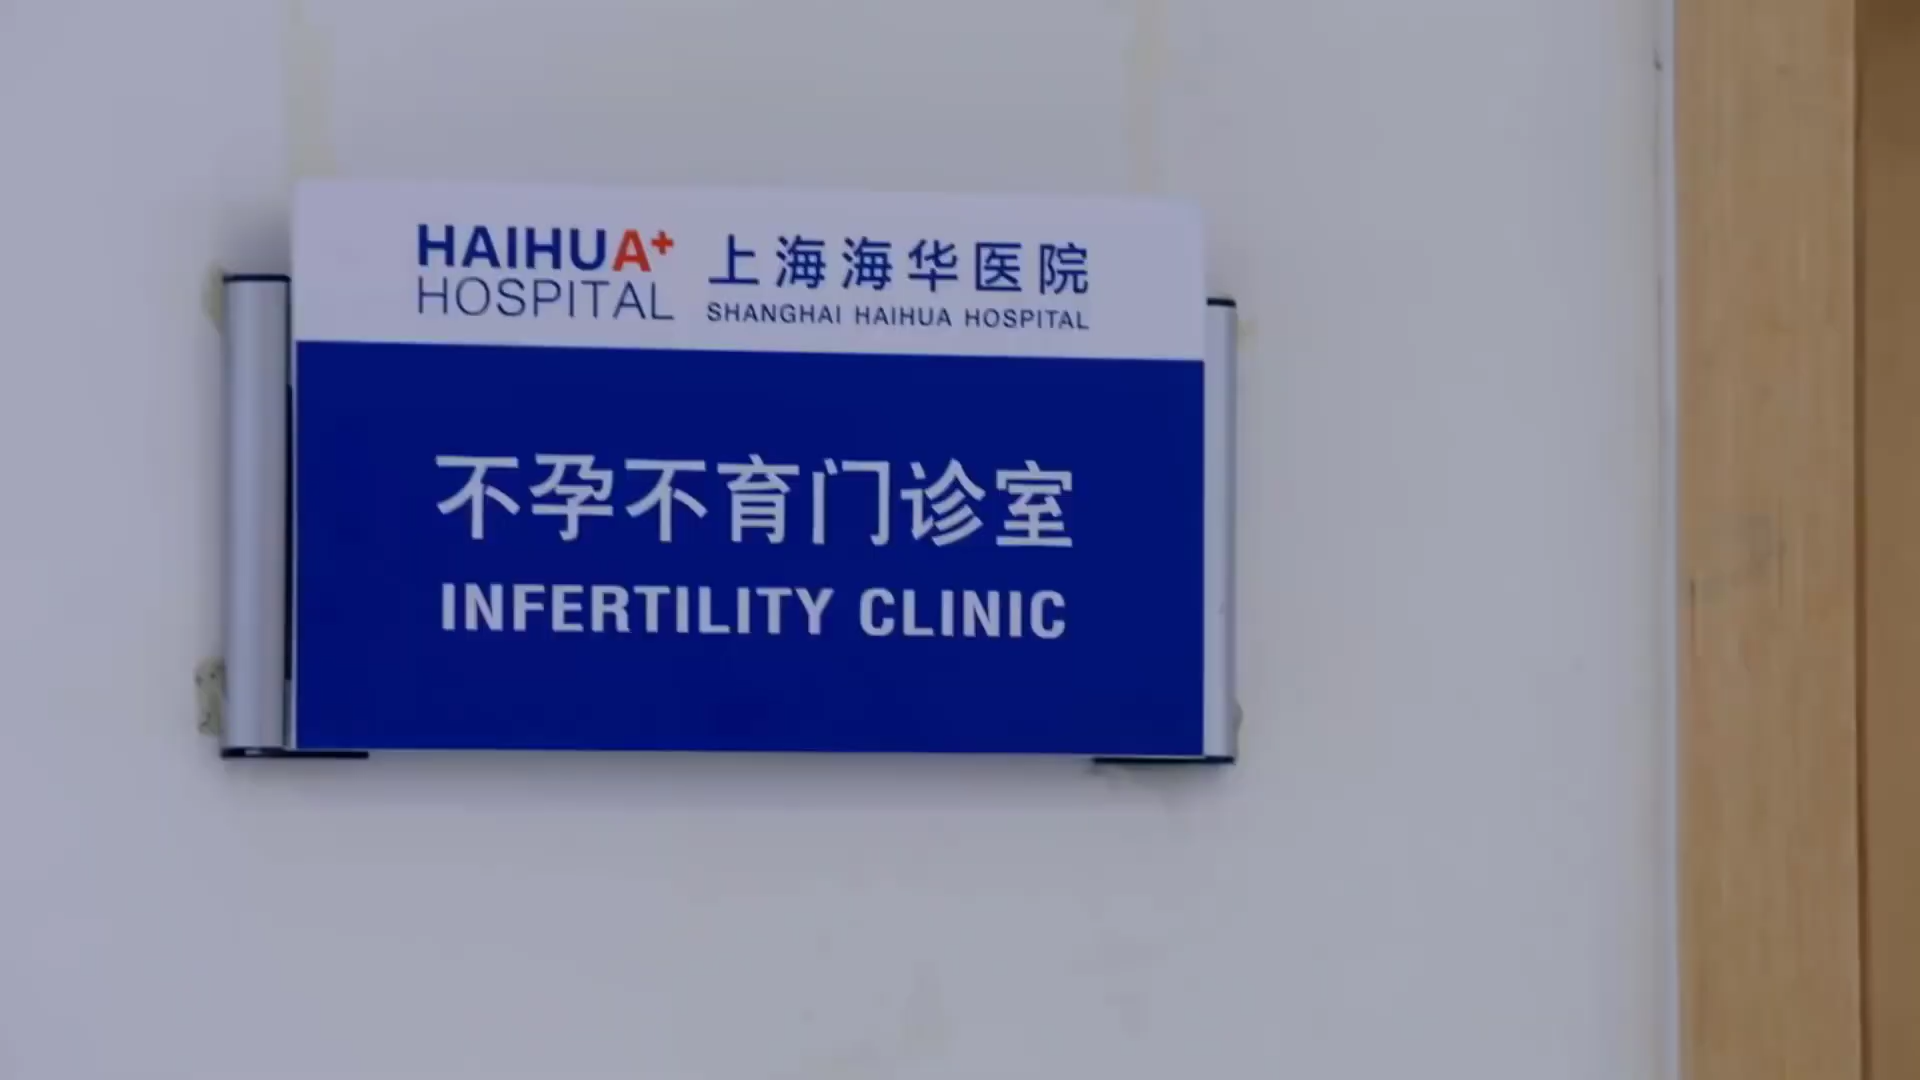 HAIHUA+
HOSPITAL
上海海华医院
SHANGHAI HAIHUA HOSPITAL
不孕不育门诊室
INFERTILITY CLINIC